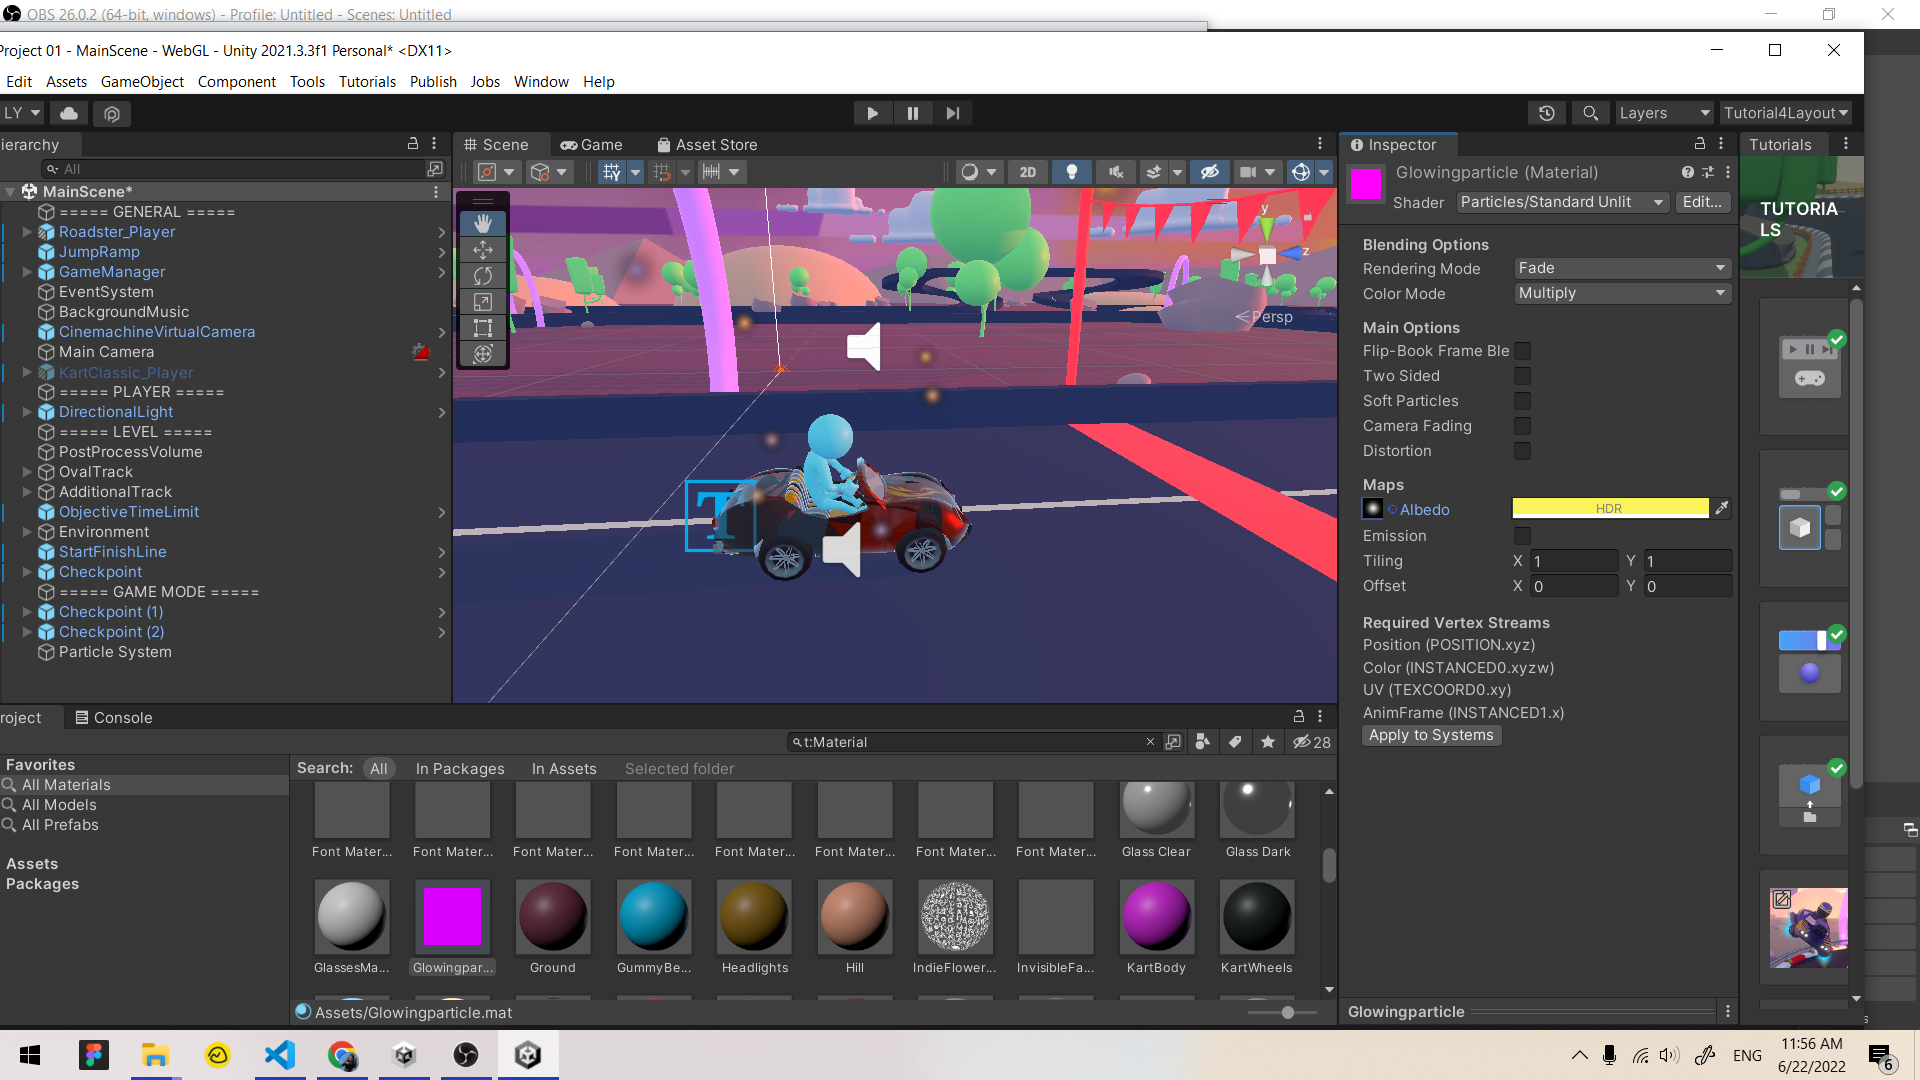 OBS 26.0.2 (64-bit, windows) - Profile: Untitled - Scenes: Untitled
Project 01 - MainScene - WebGL - Unity 2021.3.3f1 Personal* <DX11>
Edit Assets GameObject Component Tools Tutorials Publish Jobs Window Help
LY
Layers
Tutorial4Layout
ierarchy
All
MainScene*
===== GENERAL =====
Roadster_Player
JumpRamp
GameManager
EventSystem
BackgroundMusic
CinemachineVirtualCamera
Main Camera
KartClassic_Player
===== PLAYER =====
DirectionalLight
===== LEVEL =====
PostProcessVolume
OvalTrack
AdditionalTrack
ObjectiveTimeLimit
Environment
StartFinishLine
Checkpoint
===== GAME MODE =====
Checkpoint (1)
Checkpoint (2)
Particle System
Scene
Game
Asset Store
2D
y
z
Persp
T
Inspector
Glowingparticle (Material)
Shader
Particles/Standard Unlit
Edit...
Blending Options
Rendering Mode
Fade
Color Mode
Multiply
Main Options
Flip-Book Frame Ble
Two Sided
Soft Particles
Camera Fading
Distortion
Maps
Albedo
HDR
Emission
Tiling
X 1 Y 1
Offset
X 0 Y 0
Required Vertex Streams
Position (POSITION.xyz)
Color (INSTANCED0.xyzw)
UV (TEXCOORD0.xy)
AnimFrame (INSTANCED1.x)
Apply to Systems
Glowingparticle
Tutorials
TUTORIA
LS
roject
Console
t:Material
28
Favorites
All Materials
All Models
All Prefabs
Assets
Packages
Search: All In Packages In Assets Selected folder
Font Mater... Font Mater... Font Mater... Font Mater... Font Mater... Font Mater... Font Mater... Font Mater... Glass Clear Glass Dark
GlassesMa... Glowingpar... Ground GummyBe... Headlights Hill IndieFlower... InvisibleFa... KartBody KartWheels
Assets/Glowingparticle.mat
ENG
11:56 AM
6/22/2022
6